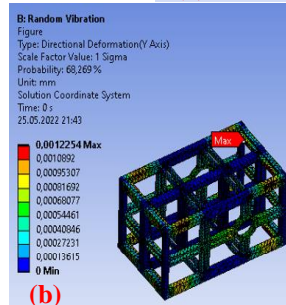 B: Random Vibration
Figure
Type: Directional Deformation(Y Axis)
Scale Factor Value: 1 Sigma
Probability: 68,269 %
Unit: mm
Solution Coordinate System
Time: 0 s
25.05.2022 21:43
0,0012254 Max
0,0010892
0,00095307
0,00081692
0,00068077
0,00054461
0,00040846
0,00027231
0,00013615
0 Min
Max
(b)